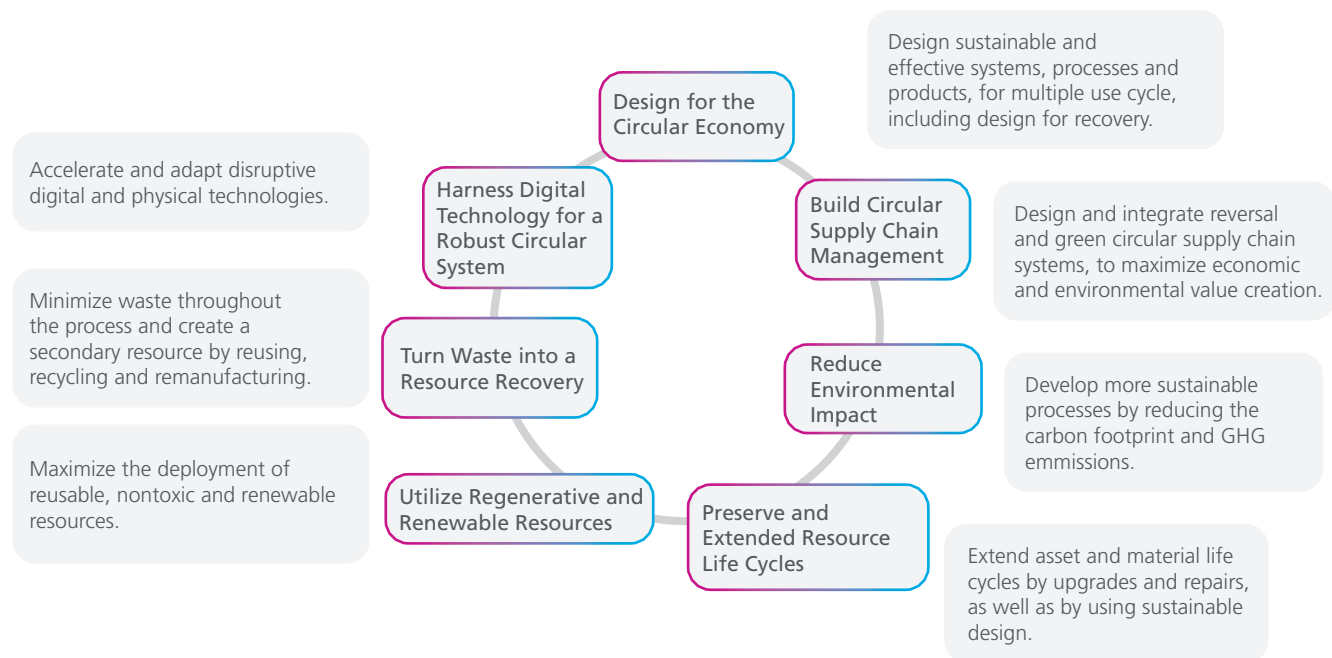 Design for the
Circular Economy
Design sustainable and
effective systems, processes and
products, for multiple use cycle,
including design for recovery.
Build Circular
Supply Chain
Management
Design and integrate reversal
and green circular supply chain
systems, to maximize economic
and environmental value creation.
Reduce
Environmental
Impact
Develop more sustainable
processes by reducing the
carbon footprint and GHG
emmissions.
Preserve and
Extended Resource
Life Cycles
Extend asset and material life
cycles by upgrades and repairs,
as well as by using sustainable
design.
Utilize Regenerative and
Renewable Resources
Maximize the deployment of
reusable, nontoxic and renewable
resources.
Turn Waste into a
Resource Recovery
Minimize waste throughout
the process and create a
secondary resource by reusing,
recycling and remanufacturing.
Harness Digital
Technology for a
Robust Circular
System
Accelerate and adapt disruptive
digital and physical technologies.